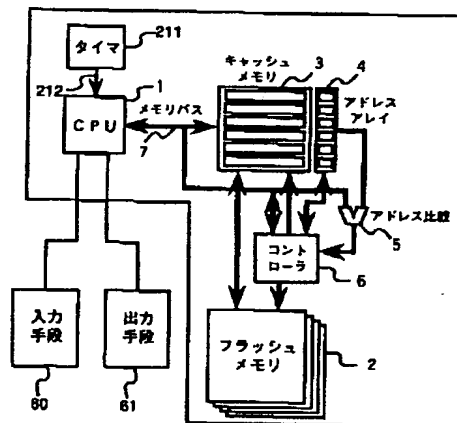 211
タイマ
212
1
CPU
メモリバス
7
キャッシュ
メモリ
3
4
アドレス
アレイ
アドレス比較
5
コント
ローラ
6
入力
手段
60
出力
手段
61
フラッシュ
メモリ
2